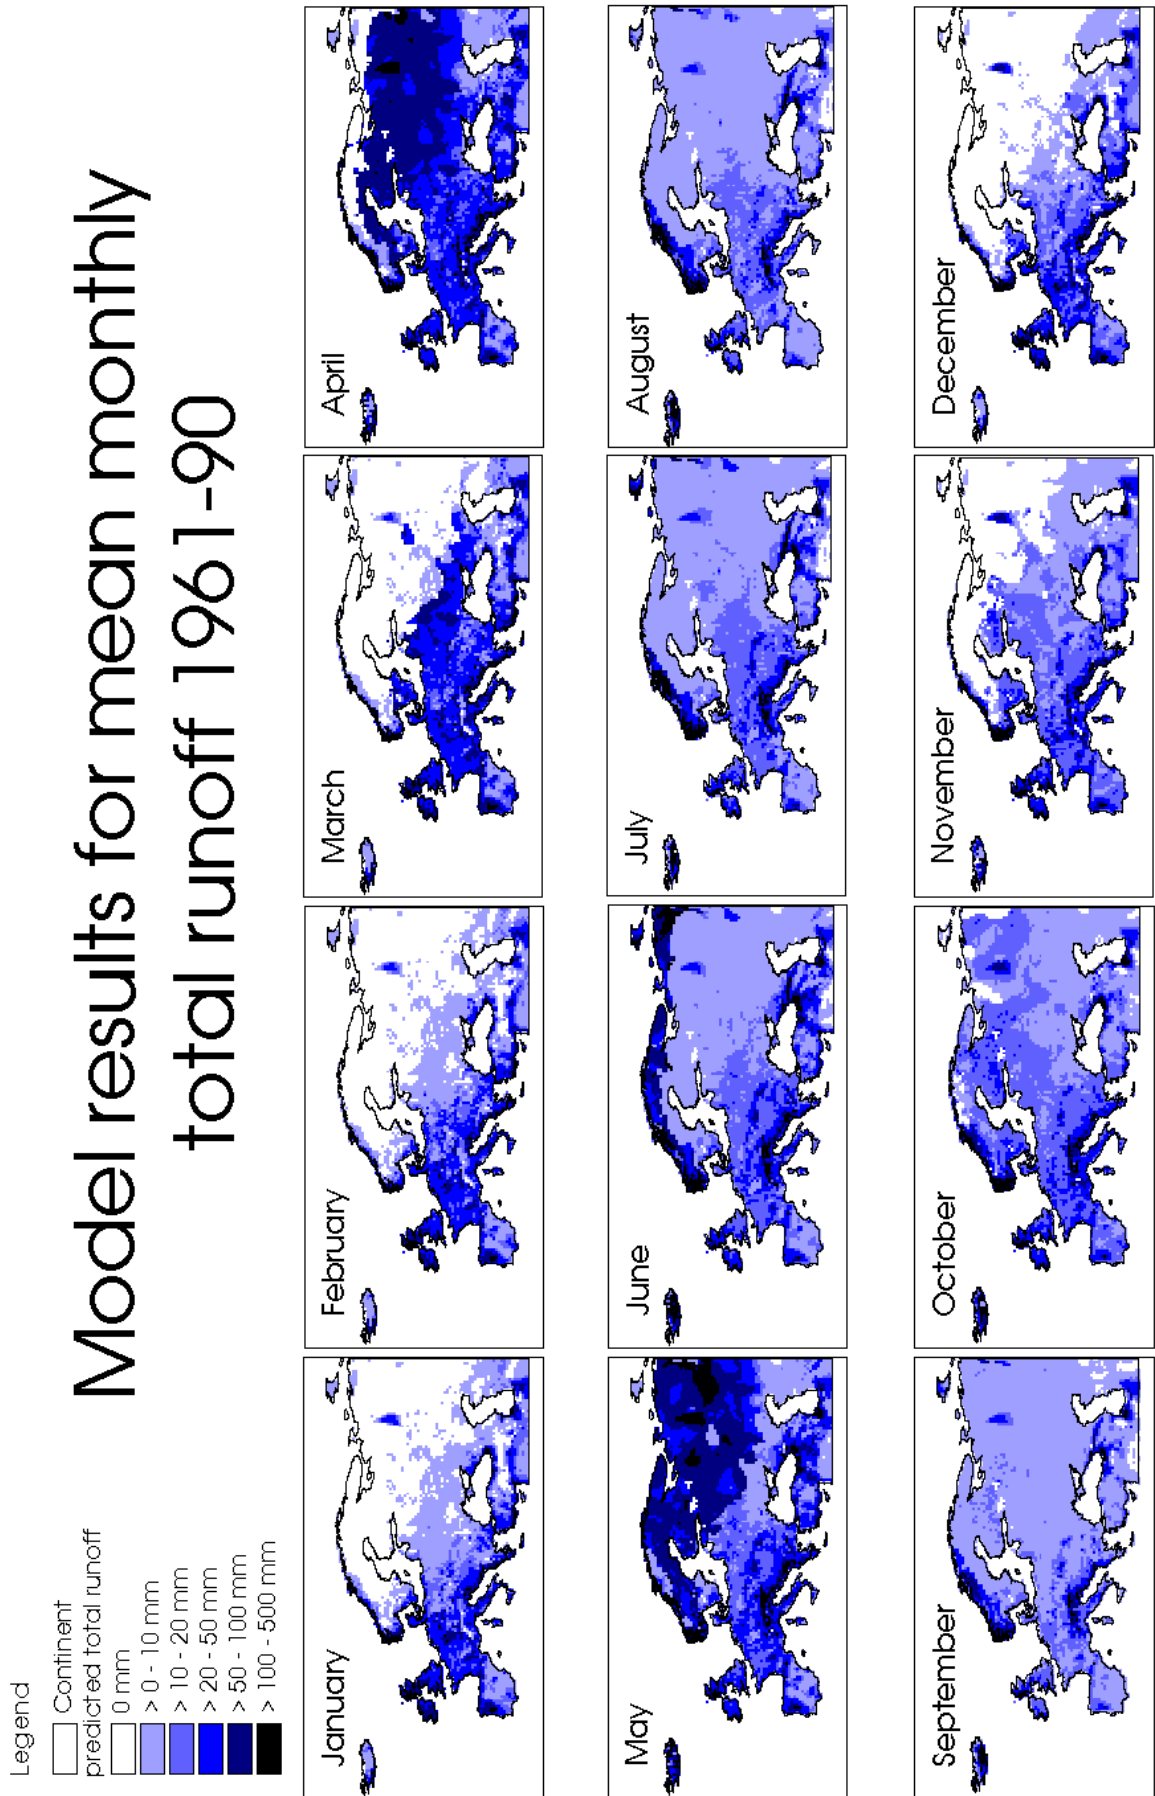 Model results for mean monthly
total runoff 1961-90
Legend
Continent
predicted total runoff
0 mm
> 0 - 10 mm
> 10 - 20 mm
> 20 - 50 mm
> 50 - 100 mm
> 100 - 500 mm
January
February
March
April
May
June
July
August
September
October
November
December